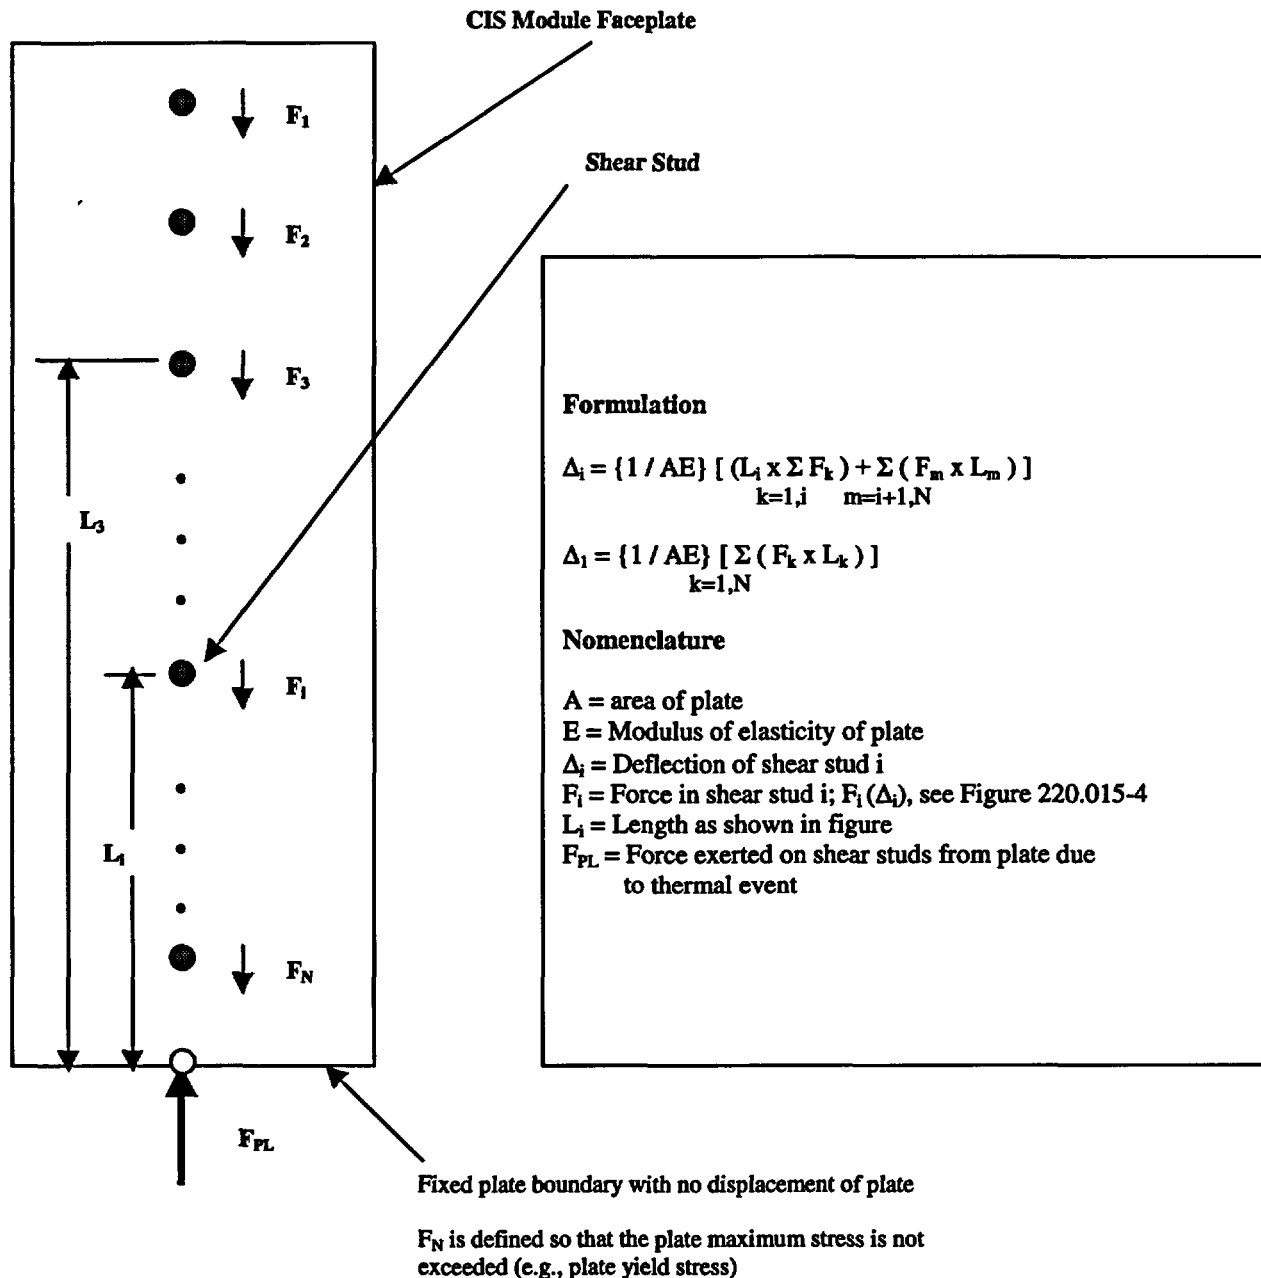 CIS Module Faceplate
F₁
Shear Stud
F₂
F₃
L₃
Fᵢ
Lᵢ
F_N
F_PL
Formulation
Δᵢ = {1 / AE} [ (Lᵢ x Σ Fₖ ) + Σ ( Fₘ x Lₘ ) ]
k=1,i m=i+1,N
Δ₁ = {1 / AE} [ Σ ( Fₖ x Lₖ ) ]
k=1,N
Nomenclature
A = area of plate
E = Modulus of elasticity of plate
Δᵢ = Deflection of shear stud i
Fᵢ = Force in shear stud i; Fᵢ (Δᵢ), see Figure 220.015-4
Lᵢ = Length as shown in figure
F_PL = Force exerted on shear studs from plate due
to thermal event
Fixed plate boundary with no displacement of plate
F_N is defined so that the plate maximum stress is not
exceeded (e.g., plate yield stress)